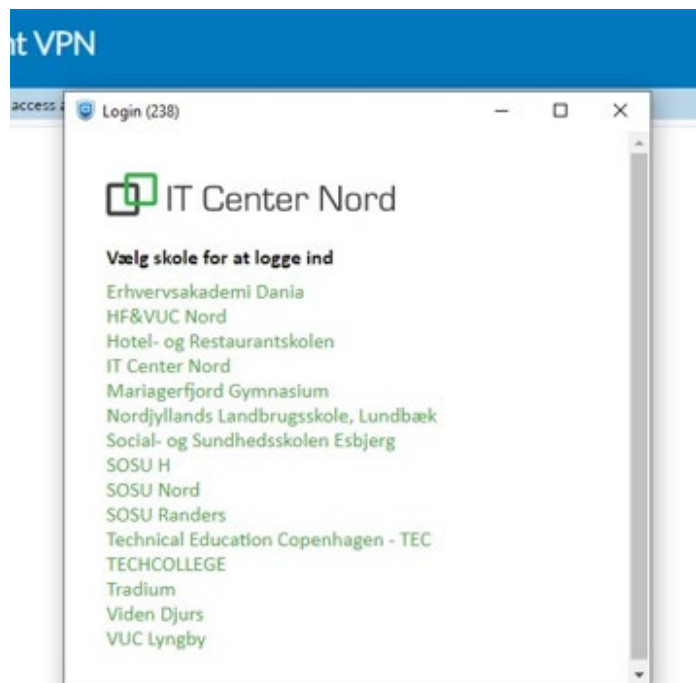 nt VPN
access a
Login (238)
IT Center Nord
Vælg skole for at logge ind
Erhvervsakademi Dania
HF&VUC Nord
Hotel- og Restaurantskolen
IT Center Nord
Mariagerfjord Gymnasium
Nordjyllands Landbrugsskole, Lundbæk
Social- og Sundhedsskolen Esbjerg
SOSU H
SOSU Nord
SOSU Randers
Technical Education Copenhagen - TEC
TECHCOLLEGE
Tradium
Viden Djurs
VUC Lyngby